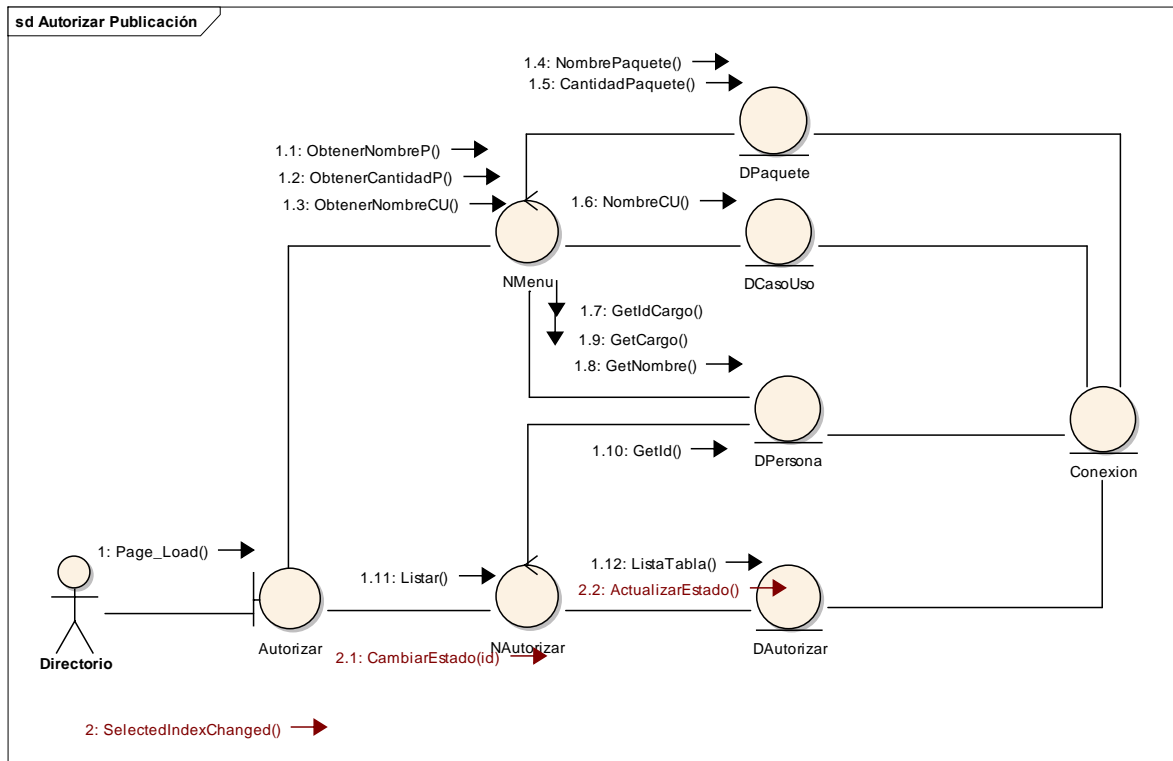 sd Autorizar Publicación
1.4: NombrePaquete()
1.5: CantidadPaquete()
DPaquete
1.1: ObtenerNombreP()
1.2: ObtenerCantidadP()
1.3: ObtenerNombreCU()
1.6: NombreCU()
NMenu
DCasoUso
1.7: GetIdCargo()
1.9: GetCargo()
1.8: GetNombre()
1.10: GetId()
DPersona
Conexion
1: Page_Load()
1.11: Listar()
1.12: ListaTabla()
2.2: ActualizarEstado()
Directorio
Autorizar
NAutorizar
DAutorizar
2.1: CambiarEstado(id)
2: SelectedIndexChanged()